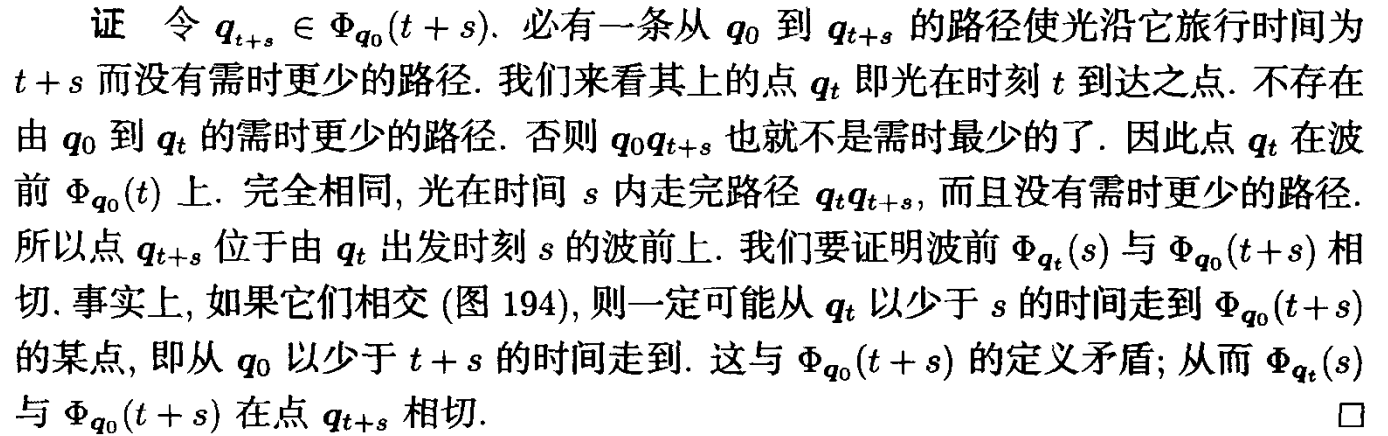 证 令 $\boldsymbol{q}_{t+s} \in \Phi_{\boldsymbol{q}_0}(t+s)$. 必有一条从 $\boldsymbol{q}_0$ 到 $\boldsymbol{q}_{t+s}$ 的路径使光沿它旅行时间为
$t+s$ 而没有需时更少的路径. 我们来看其上的点 $\boldsymbol{q}_t$ 即光在时刻 $t$ 到达之点. 不存在
由 $\boldsymbol{q}_0$ 到 $\boldsymbol{q}_t$ 的需时更少的路径. 否则 $\boldsymbol{q}_0\boldsymbol{q}_{t+s}$ 也就不是需时最少的了. 因此点 $\boldsymbol{q}_t$ 在波
前 $\Phi_{\boldsymbol{q}_0}(t)$ 上. 完全相同, 光在时间 $s$ 内走完路径 $\boldsymbol{q}_t\boldsymbol{q}_{t+s}$, 而且没有需时更少的路径.
所以点 $\boldsymbol{q}_{t+s}$ 位于由 $\boldsymbol{q}_t$ 出发时刻 $s$ 的波前上. 我们要证明波前 $\Phi_{\boldsymbol{q}_t}(s)$ 与 $\Phi_{\boldsymbol{q}_0}(t+s)$ 相
切. 事实上, 如果它们相交 (图 194), 则一定可能从 $\boldsymbol{q}_t$ 以少于 $s$ 的时间走到 $\Phi_{\boldsymbol{q}_0}(t+s)$
的某点, 即从 $\boldsymbol{q}_0$ 以少于 $t+s$ 的时间走到. 这与 $\Phi_{\boldsymbol{q}_0}(t+s)$ 的定义矛盾; 从而 $\Phi_{\boldsymbol{q}_t}(s)$
与 $\Phi_{\boldsymbol{q}_0}(t+s)$ 在点 $\boldsymbol{q}_{t+s}$ 相切. □